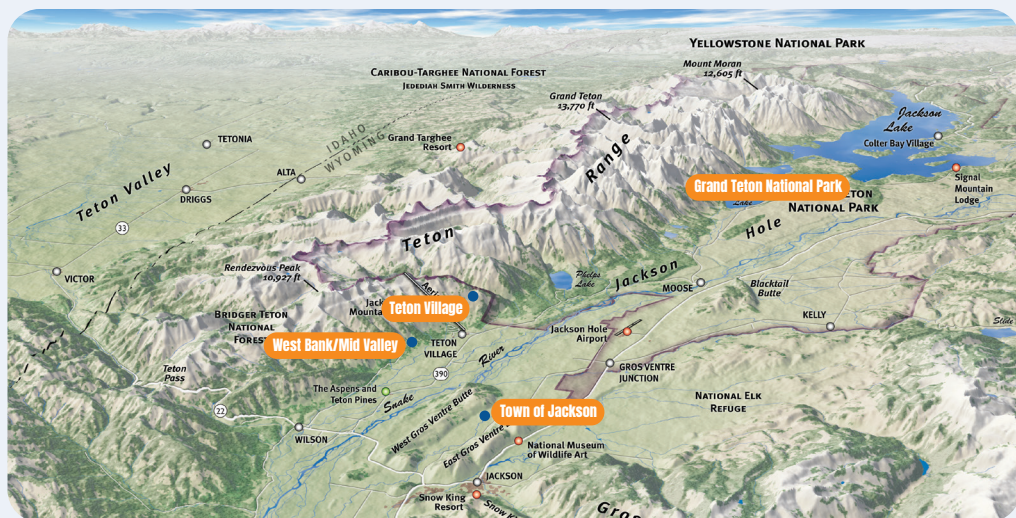 YELLOWSTONE NATIONAL PARK
Mount Moran
12,605 ft
CARIBOU-TARGHEE NATIONAL FOREST
JEDEDIAH SMITH WILDERNESS
Grand Teton
13,770 ft
Jackson
Lake
Colter Bay Village
TETONIA
IDAHO
WYOMING
Grand Targhee
Resort
Range
Signal
Mountain
Lodge
ALTA
Teton Valley
DRIGGS
Grand Teton National Park
TETON
NATIONAL PARK
Lake
33
Teton
Hole
VICTOR
Rendezvous Peak
10,927 ft
Phelps
Lake
Jackson
MOOSE
Blacktail
Butte
Teton Village
BRIDGER TETON
NATIONAL
KELLY
Slide
Jackson Hole
Airport
West Bank/Mid Valley
TETON
VILLAGE
River
Teton
Pass
390
GROS VENTRE
JUNCTION
The Aspens and
Teton Pines
Snake
NATIONAL ELK
REFUGE
22
West Gros Ventre Butte
Town of Jackson
WILSON
East Gros Ventre
National Museum
of Wildlife Art
JACKSON
Snow King
Resort
Snow
Gros